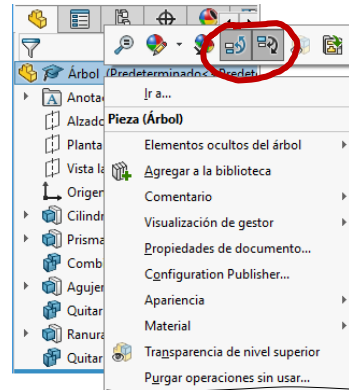 Árbol (Predeterminado<<Predet
Anota
Ir a...
Alzado
Pieza (Árbol)
Planta
Elementos ocultos del árbol
Vista la
Agregar a la biblioteca
Origen
Comentario
Cilindr
Visualización de gestor
Prisma
Propiedades de documento...
Comb
Configuration Publisher...
Agujer
Apariencia
Quitar
Material
Ranura
Transparencia de nivel superior
Quitar
Purgar operaciones sin usar...